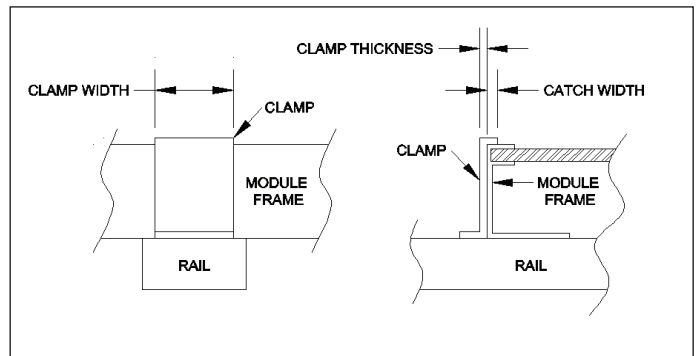 CLAMP WIDTH
CLAMP
MODULE
FRAME
RAIL
CLAMP THICKNESS
CATCH WIDTH
CLAMP
MODULE
FRAME
RAIL